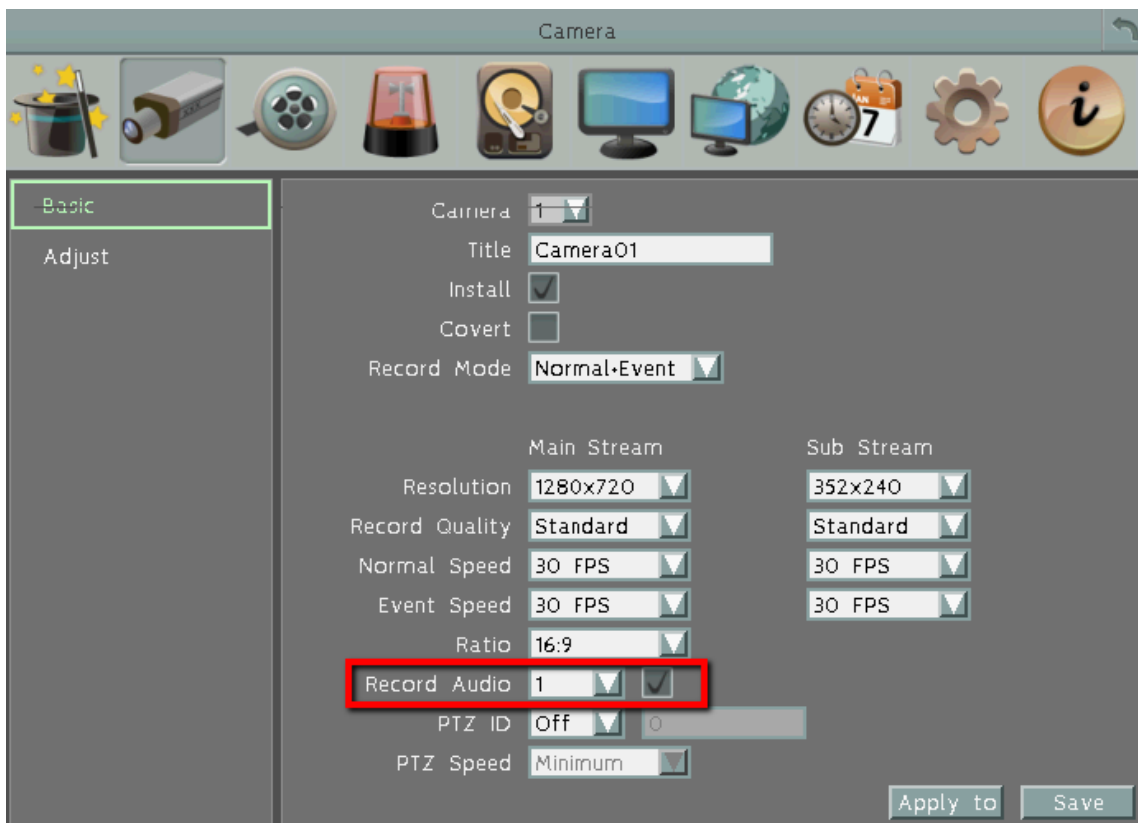 Camera
JAN
7
i
Basic
Adjust
Camera 1
Title Camera01
Install
Covert
Record Mode Normal+Event
Main Stream Sub Stream
Resolution 1280x720 352x240
Record Quality Standard Standard
Normal Speed 30 FPS 30 FPS
Event Speed 30 FPS 30 FPS
Ratio 16:9
Record Audio 1
PTZ ID Off 0
PTZ Speed Minimum
Apply to Save